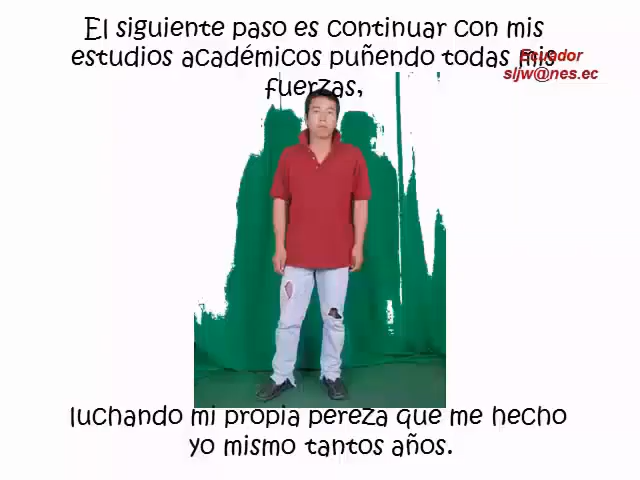 El siguiente paso es continuar con mis
estudios académicos puñendo todas mis
fuerzas,
Ecuador
sljw@nes.ec
luchando mi propia pereza que me hecho
yo mismo tantos años.